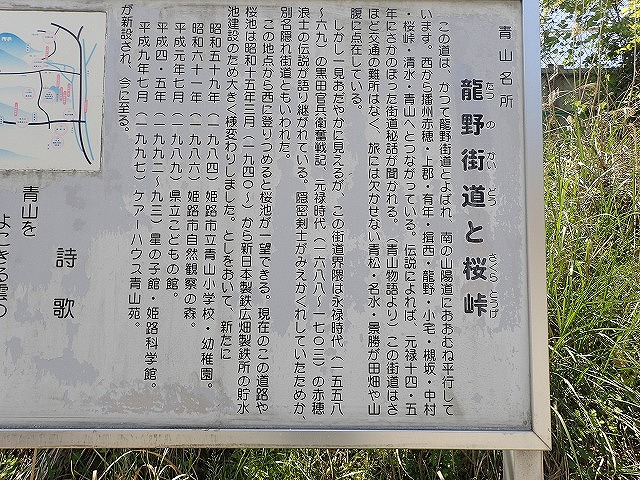 青山名所
龍野街道と桜峠
たつのかいどう さくらとうげ
この道は、かつて龍野街道とよばれ、南の山陽道におおむね平行して
います。西から播州赤穂・上郡・有年・揖西・龍野・小宅・槻坂・中村
・桜峠・清水・青山へとつながっている。伝説によれば、元禄十四・五
年にさかのぼった街道秘話が聞かれる。（青山物語より）この街道はさ
ほど交通の難所はなく、旅には欠かせない青松・名水・景勝が田畑や山
腹に点在している。
しかし一見おだやかに見えるが、この街道界隈は永禄時代（一五五八
〜六九）の黒田官兵衛奮戦記、元禄時代（一六八八〜一七〇三）の赤穂
浪士の伝説が語り継がれている。隠密剣士がみえかくれしていたためか、
別名隠れ街道ともいわれた。
この地点から西に登りつめると桜池が一望できる。現在のこの道路や
桜池は昭和十五年三月（一九四〇〜）から新日本製鉄広畑製鉄所の貯水
池建設のため大きく様変わりしました。としをおいて、新たに
昭和五十九年（一九八四）姫路市立青山小学校・幼稚園。
昭和六十一年（一九八六）姫路市自然観察の森。
平成元年七月（一九八九）県立こどもの館。
平成四・五年（一九九二〜九三）星の子館・姫路科学館。
平成九年七月（一九九七）ケアーハウス青山苑。
が新設され、今に至る。
詩歌
青山を
よこぎる雲の